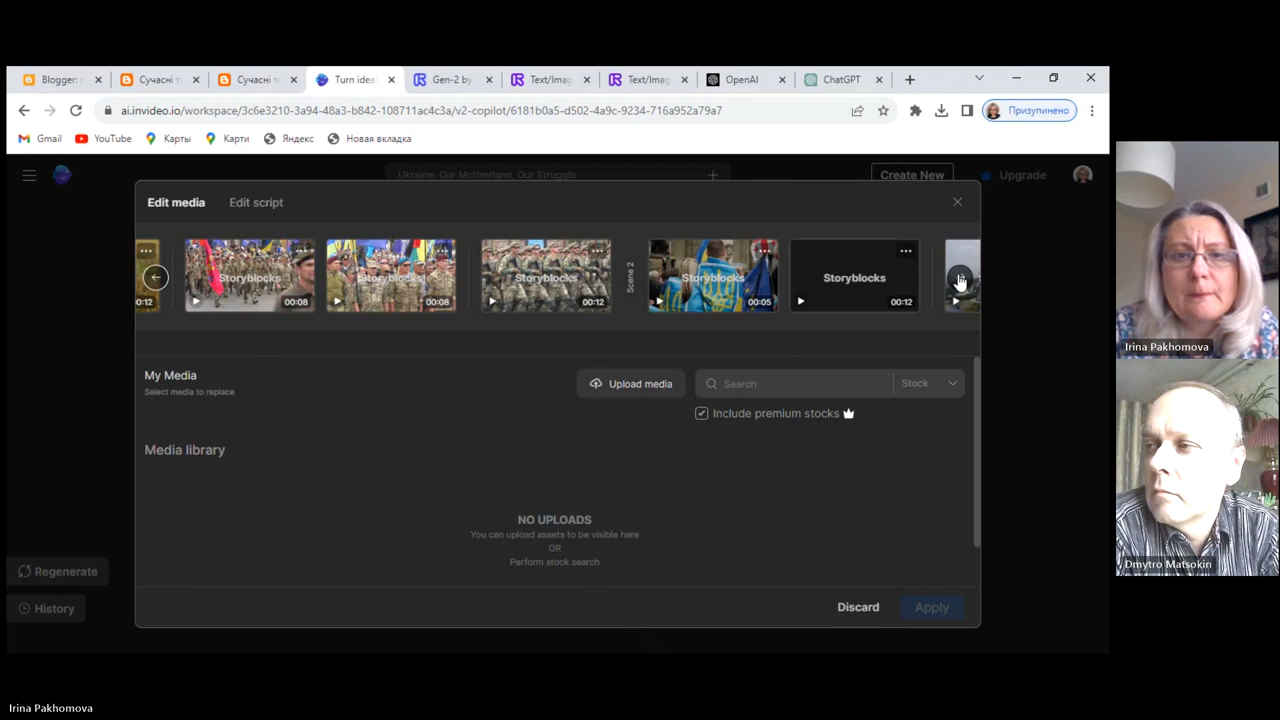 Blogger: г
Сучасні т
Сучасні т
Turn idea
Gen-2 by
Text/Imag
Text/Imag
OpenAI
ChatGPT
ai.invideo.io/workspace/3c6e3210-3a94-48a3-b842-108711ac4c3a/v2-copilot/6181b0a5-d502-4a9c-9234-716a952a79a7
Призупинено
Gmail
YouTube
Карты
Карти
Яндекс
Новая вкладка
Ukraine: Our Motherland, Our Struggle
Create New
Upgrade
Edit media
Edit script
00:12
Storyblocks
00:08
Storyblocks
00:08
Storyblocks
00:12
Scene 2
Storyblocks
00:05
Storyblocks
00:12
My Media
Select media to replace
Upload media
Search
Stock
Include premium stocks
Media library
NO UPLOADS
You can upload assets to be visible here
OR
Perform stock search
Regenerate
History
Discard
Apply
Irina Pakhomova
Dmytro Matsokin
Irina Pakhomova